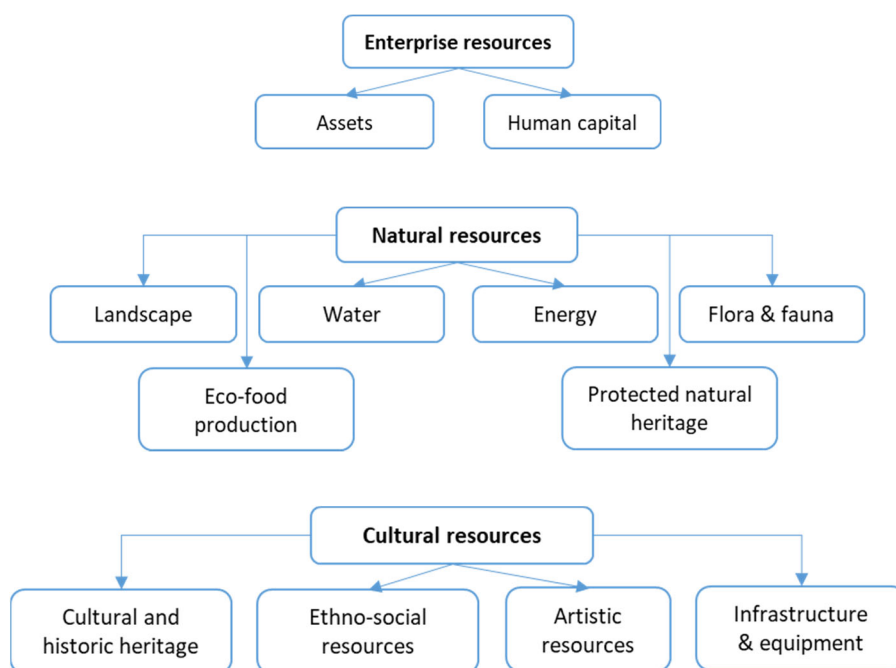 Enterprise resources
Assets
Human capital
Natural resources
Landscape
Water
Energy
Flora & fauna
Eco-food
production
Protected natural
heritage
Cultural resources
Cultural and
historic heritage
Ethno-social
resources
Artistic
resources
Infrastructure
& equipment